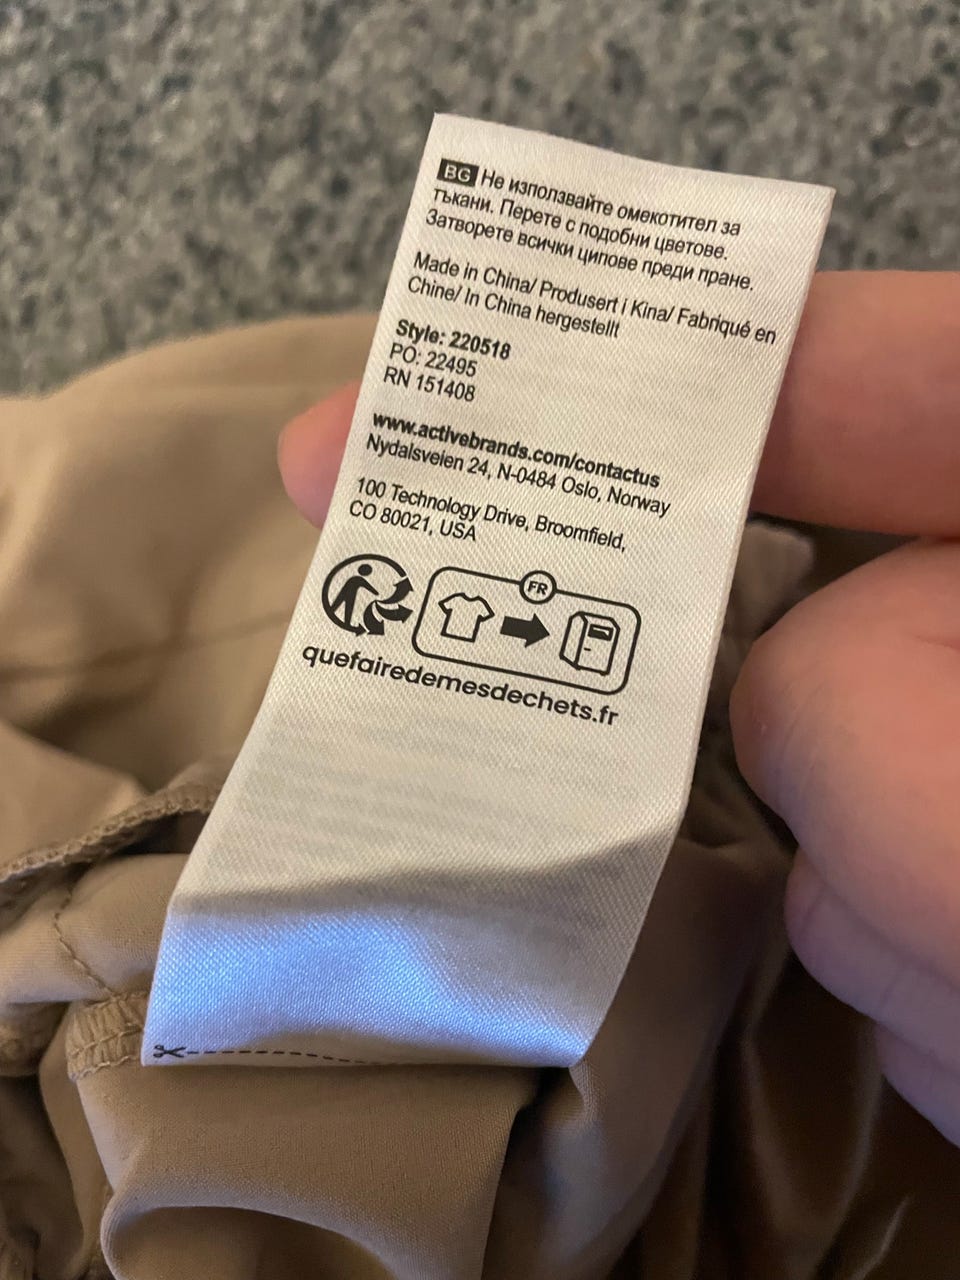 BG Не използвайте омекотител за
тъкани. Перете с подобни цветове.
Затворете всички ципове преди пране.
Made in China/ Produsert i Kina/ Fabriqué en
Chine/ In China hergestellt
Style: 220518
PO: 22495
RN 151408
www.activebrands.com/contactus
Nydalsveien 24, N-0484 Oslo, Norway
100 Technology Drive, Broomfield,
CO 80021, USA
FR
quefairedemesdechets.fr